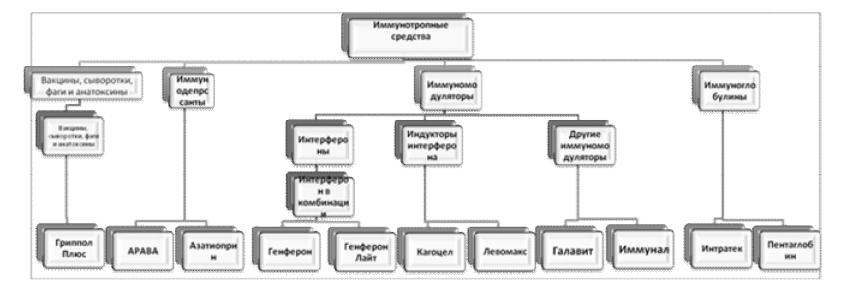 Иммунотропные
средства
Вакцины, сыворотки,
фаги и анатоксины
Иммун
одепрс
санты
Иммуномо
дуляторы
Иммуногло
булины
Вакцины,
сыворотки, фаги
и анатоксины
Интерферо
ны
Индукторы
интерферо
на
Другие
иммуномо
дуляторы
Интерферо
н в
комбинаци
и
Гриппол
Плюс
АРАВА
Азатиопри
н
Генферон
Генферон
Лайт
Кагоцел
Левомакс
Галавит
Иммунал
Интратек
Пентаглоб
ин